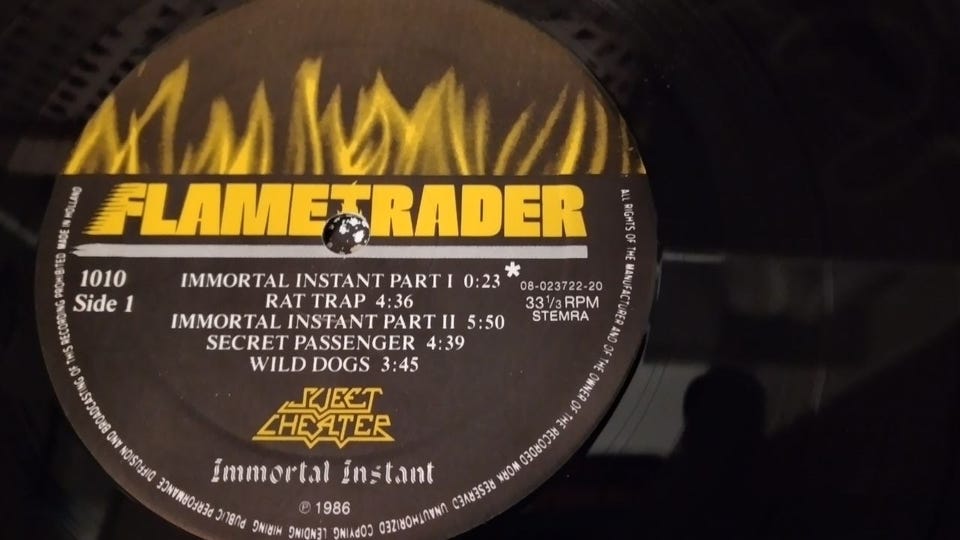 FLAMETRADER
1010
Side 1
IMMORTAL INSTANT PART I 0:23 *
RAT TRAP 4:36
IMMORTAL INSTANT PART II 5:50
SECRET PASSENGER 4:39
WILD DOGS 3:45
08-023722-20
33 1/3 RPM
STEMRA
SWEET
CHEATER
Immortal Instant
℗ 1986
ALL RIGHTS OF THE MANUFACTURER AND OF THE OWNER OF THE RECORDED WORK RESERVED UNAUTHORIZED COPYING, LENDING HIRING PUBLIC PERFORMANCE DIFFUSION AND BROADCASTING OF THIS RECORDING PROHIBITED MADE IN HOLLAND